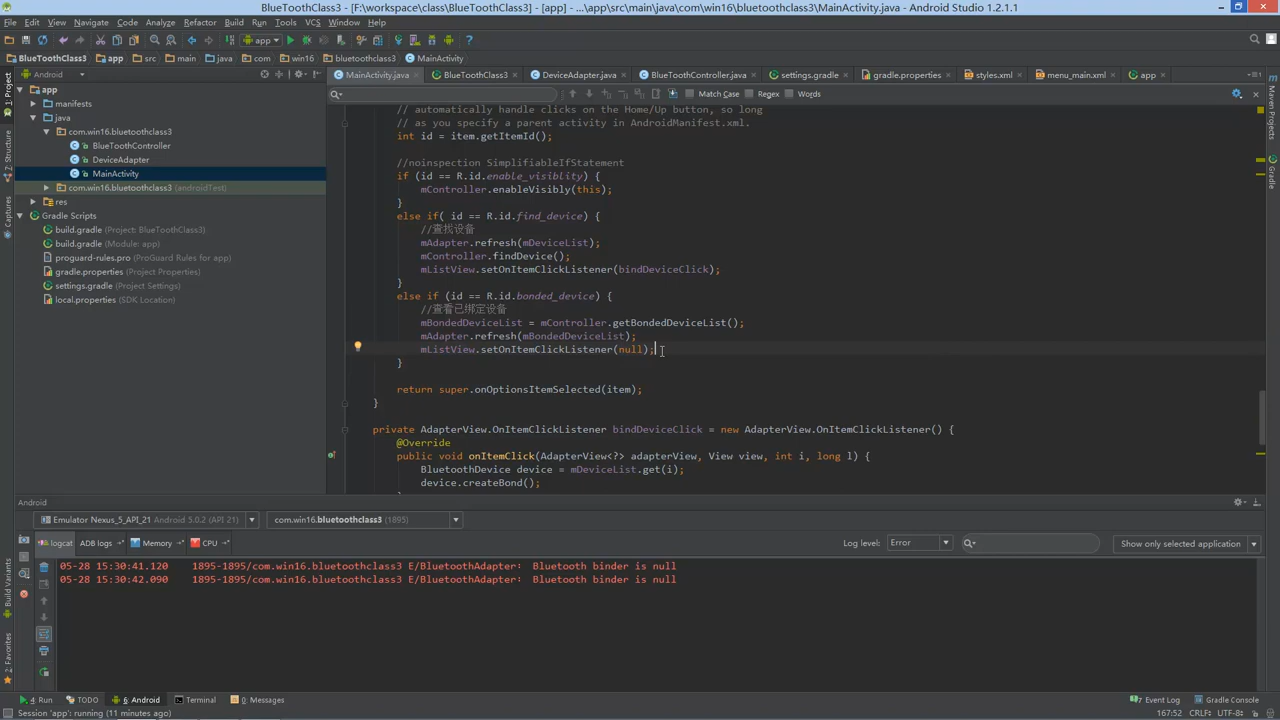 BlueToothClass3 - [F:\workspace\class\BlueToothClass3] - [app] - ...\app\src\main\java\com\win16\bluetoothclass3\MainActivity.java - Android Studio 1.2.1.1
File Edit View Navigate Code Analyze Refactor Build Run Tools VCS Window Help
app
BlueToothClass3 app src main java com win16 bluetoothclass3 MainActivity
Android
MainActivity.java BlueToothClass3 DeviceAdapter.java BlueToothController.java settings.gradle gradle.properties styles.xml menu_main.xml app
Match Case Regex Words
1: Project
7: Structure
Captures
Build Variants
2: Favorites
Maven Projects
Gradle
app
manifests
java
com.win16.bluetoothclass3
BlueToothController
DeviceAdapter
MainActivity
com.win16.bluetoothclass3 (androidTest)
res
Gradle Scripts
build.gradle (Project: BlueToothClass3)
build.gradle (Module: app)
proguard-rules.pro (ProGuard Rules for app)
gradle.properties (Project Properties)
settings.gradle (Project Settings)
local.properties (SDK Location)
// automatically handle clicks on the Home/Up button, so long
// as you specify a parent activity in AndroidManifest.xml.
int id = item.getItemId();
//noinspection SimplifiableIfStatement
if (id == R.id.enable_visiblity) {
mController.enableVisibly(this);
}
else if( id == R.id.find_device) {
//查找设备
mAdapter.refresh(mDeviceList);
mController.findDevice();
mListView.setOnItemClickListener(bindDeviceClick);
}
else if (id == R.id.bonded_device) {
//查看已绑定设备
mBondedDeviceList = mController.getBondedDeviceList();
mAdapter.refresh(mBondedDeviceList);
mListView.setOnItemClickListener(null);
}
return super.onOptionsItemSelected(item);
}
private AdapterView.OnItemClickListener bindDeviceClick = new AdapterView.OnItemClickListener() {
@Override
public void onItemClick(AdapterView<?> adapterView, View view, int i, long l) {
BluetoothDevice device = mDeviceList.get(i);
device.createBond();
Android
Emulator Nexus_5_API_21 Android 5.0.2 (API 21) com.win16.bluetoothclass3 (1895)
logcat ADB logs Memory CPU Log level: Error Show only selected application
05-28 15:30:41.120 1895-1895/com.win16.bluetoothclass3 E/BluetoothAdapter: Bluetooth binder is null
05-28 15:30:42.090 1895-1895/com.win16.bluetoothclass3 E/BluetoothAdapter: Bluetooth binder is null
4: Run TODO 6: Android Terminal 0: Messages Event Log Gradle Console
Session 'app': running (11 minutes ago) 167:52 CRLF÷ UTF-8÷